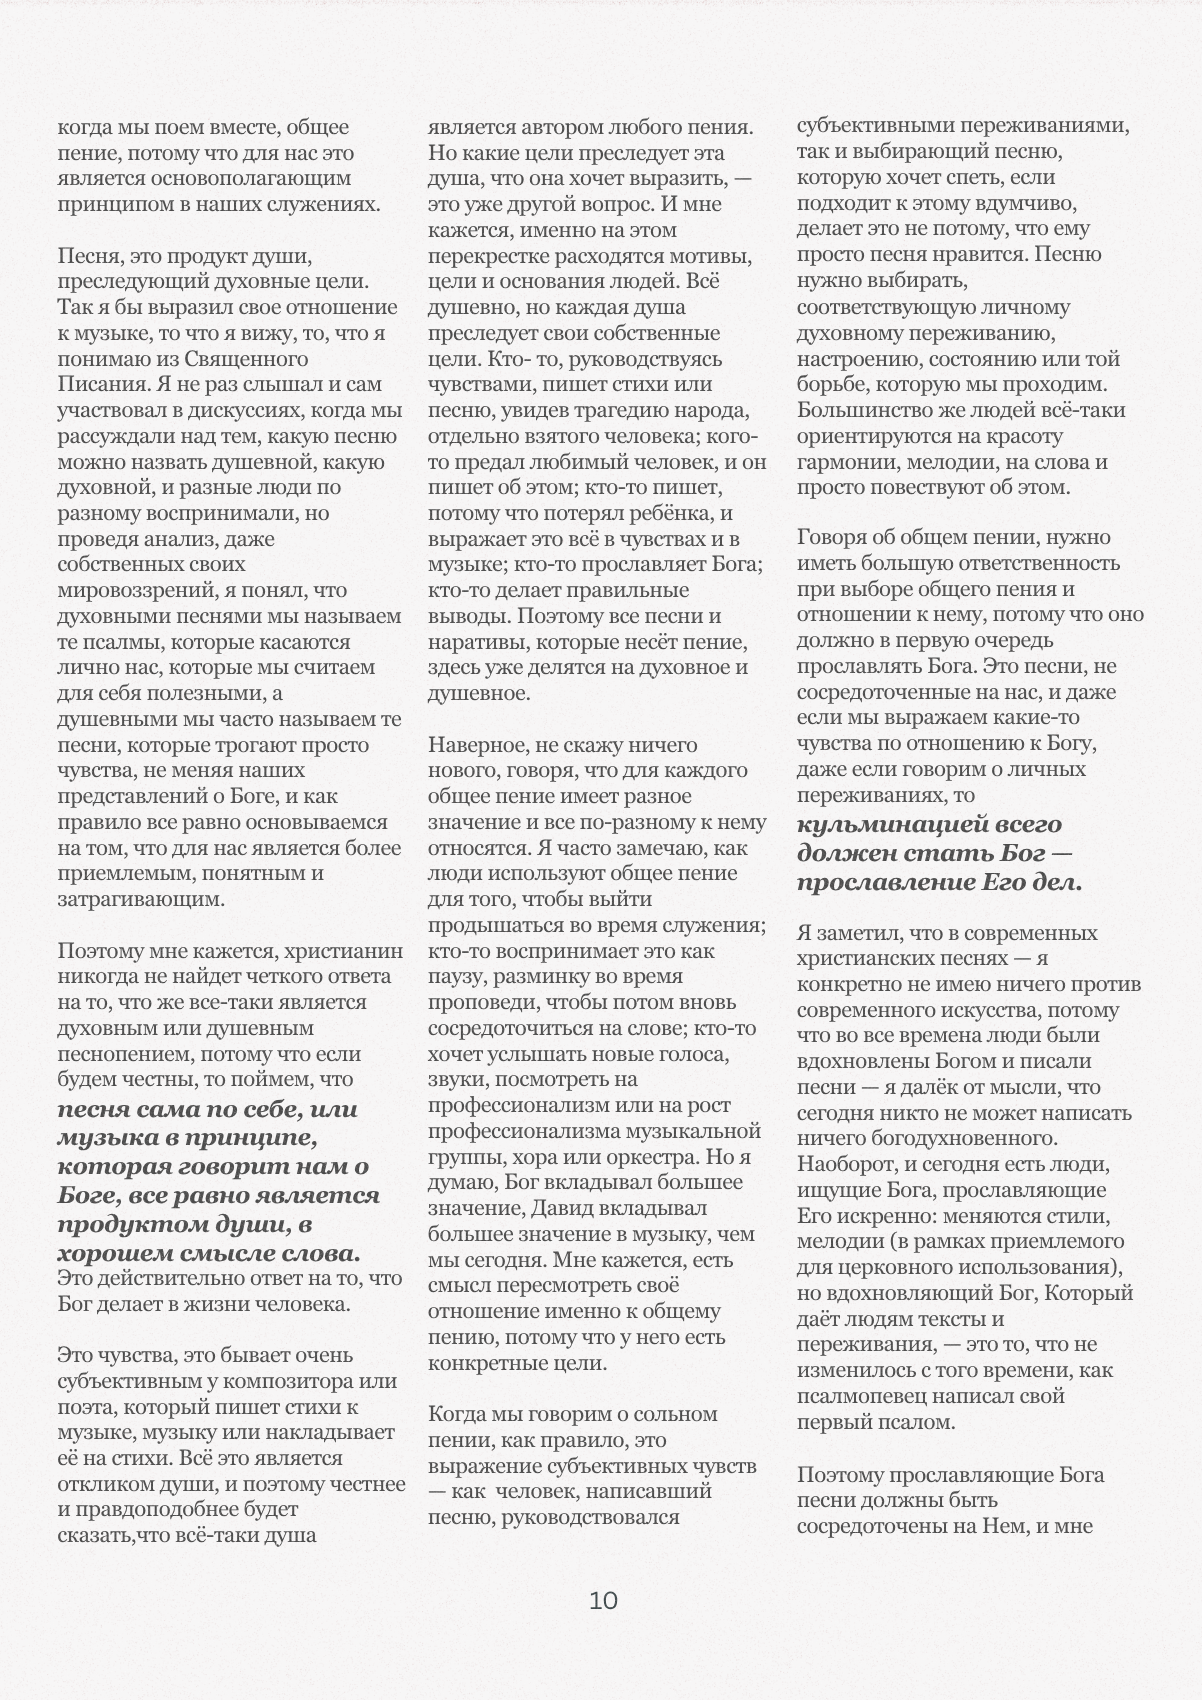 когда мы поем вместе, общее
пение, потому что для нас это
является основополагающим
принципом в наших служениях.
Песня, это продукт души,
преследующий духовные цели.
Так я бы выразил свое отношение
к музыке, то что я вижу, то, что я
понимаю из Священного
Писания. Я не раз слышал и сам
участвовал в дискуссиях, когда мы
рассуждали над тем, какую песню
можно назвать душевной, какую
духовной, и разные люди по
разному воспринимали, но
проведя анализ, даже
собственных своих
мировоззрений, я понял, что
духовными песнями мы называем
те псалмы, которые касаются
лично нас, которые мы считаем
для себя полезными, а
душевными мы часто называем те
песни, которые трогают просто
чувства, не меняя наших
представлений о Боге, и как
правило все равно основываемся
на том, что для нас является более
приемлемым, понятным и
затрагивающим.
Поэтому мне кажется, христианин
никогда не найдет четкого ответа
на то, что же все-таки является
духовным или душевным
песнопением, потому что если
будем честны, то поймем, что
песня сама по себе, или
музыка в принципе,
которая говорит нам о
Боге, все равно является
продуктом души, в
хорошем смысле слова.
Это действительно ответ на то, что
Бог делает в жизни человека.
Это чувства, это бывает очень
субъективным у композитора или
поэта, который пишет стихи к
музыке, музыку или накладывает
её на стихи. Всё это является
откликом души, и поэтому честнее
и правдоподобнее будет
сказать,что всё-таки душа
является автором любого пения.
Но какие цели преследует эта
душа, что она хочет выразить, —
это уже другой вопрос. И мне
кажется, именно на этом
перекрестке расходятся мотивы,
цели и основания людей. Всё
душевно, но каждая душа
преследует свои собственные
цели. Кто- то, руководствуясь
чувствами, пишет стихи или
песню, увидев трагедию народа,
отдельно взятого человека; кого-
то предал любимый человек, и он
пишет об этом; кто-то пишет,
потому что потерял ребёнка, и
выражает это всё в чувствах и в
музыке; кто-то прославляет Бога;
кто-то делает правильные
выводы. Поэтому все песни и
наративы, которые несёт пение,
здесь уже делятся на духовное и
душевное.
Наверное, не скажу ничего
нового, говоря, что для каждого
общее пение имеет разное
значение и все по-разному к нему
относятся. Я часто замечаю, как
люди используют общее пение
для того, чтобы выйти
продышаться во время служения;
кто-то воспринимает это как
паузу, разминку во время
проповеди, чтобы потом вновь
сосредоточиться на слове; кто-то
хочет услышать новые голоса,
звуки, посмотреть на
профессионализм или на рост
профессионализма музыкальной
группы, хора или оркестра. Но я
думаю, Бог вкладывал большее
значение, Давид вкладывал
большее значение в музыку, чем
мы сегодня. Мне кажется, есть
смысл пересмотреть своё
отношение именно к общему
пению, потому что у него есть
конкретные цели.
Когда мы говорим о сольном
пении, как правило, это
выражение субъективных чувств
— как  человек, написавший
песню, руководствовался
субъективными переживаниями,
так и выбирающий песню,
которую хочет спеть, если
подходит к этому вдумчиво,
делает это не потому, что ему
просто песня нравится. Песню
нужно выбирать,
соответствующую личному
духовному переживанию,
настроению, состоянию или той
борьбе, которую мы проходим.
Большинство же людей всё-таки
ориентируются на красоту
гармонии, мелодии, на слова и
просто повествуют об этом.
Говоря об общем пении, нужно
иметь большую ответственность
при выборе общего пения и
отношении к нему, потому что оно
должно в первую очередь
прославлять Бога. Это песни, не
сосредоточенные на нас, и даже
если мы выражаем какие-то
чувства по отношению к Богу,
даже если говорим о личных
переживаниях, то
кульминацией всего
должен стать Бог —
прославление Его дел.
Я заметил, что в современных
христианских песнях — я
конкретно не имею ничего против
современного искусства, потому
что во все времена люди были
вдохновлены Богом и писали
песни — я далёк от мысли, что
сегодня никто не может написать
ничего богодухновенного.
Наоборот, и сегодня есть люди,
ищущие Бога, прославляющие
Его искренно: меняются стили,
мелодии (в рамках приемлемого
для церковного использования),
но вдохновляющий Бог, Который
даёт людям тексты и
переживания, — это то, что не
изменилось с того времени, как
псалмопевец написал свой
первый псалом.
Поэтому прославляющие Бога
песни должны быть
сосредоточены на Нем, и мне
10